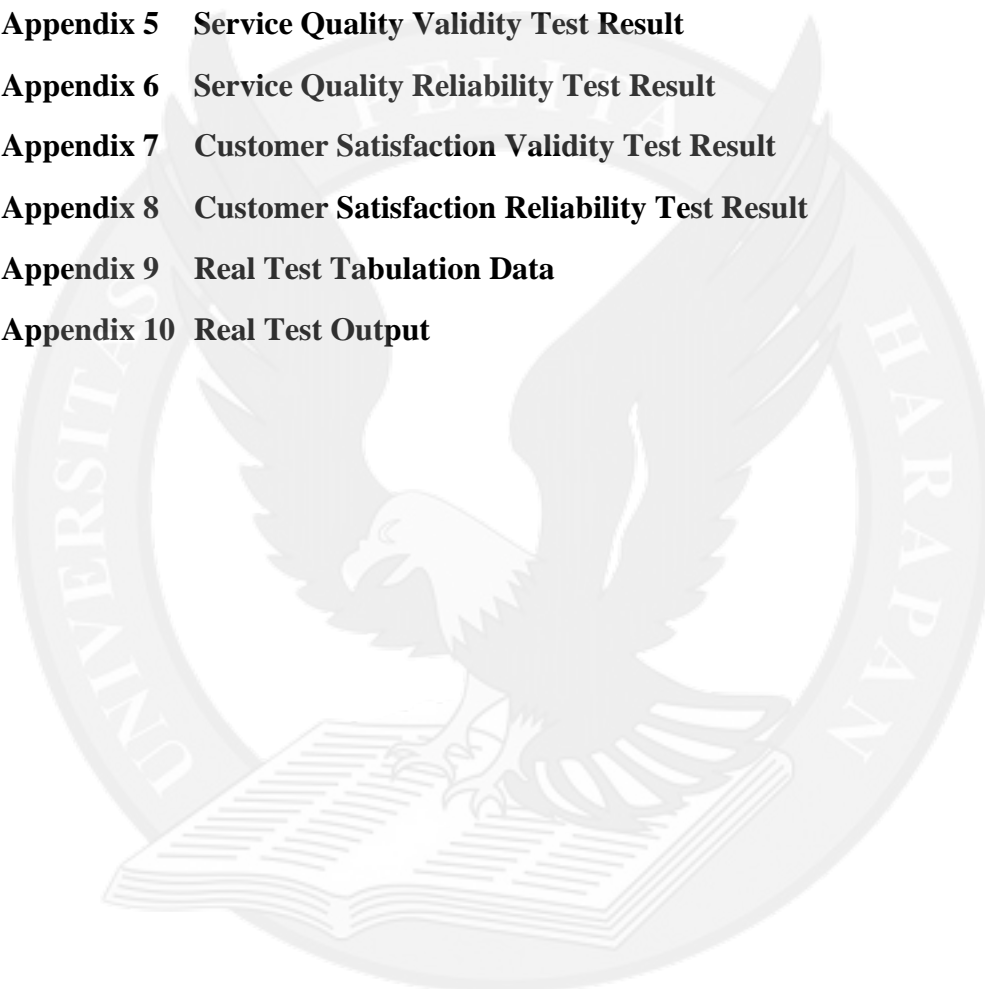 Appendix 5 Service Quality Validity Test Result
Appendix 6 Service Quality Reliability Test Result
Appendix 7 Customer Satisfaction Validity Test Result
Appendix 8 Customer Satisfaction Reliability Test Result
Appendix 9 Real Test Tabulation Data
Appendix 10 Real Test Output
UNIVERSITAS PELITA HARAPAN